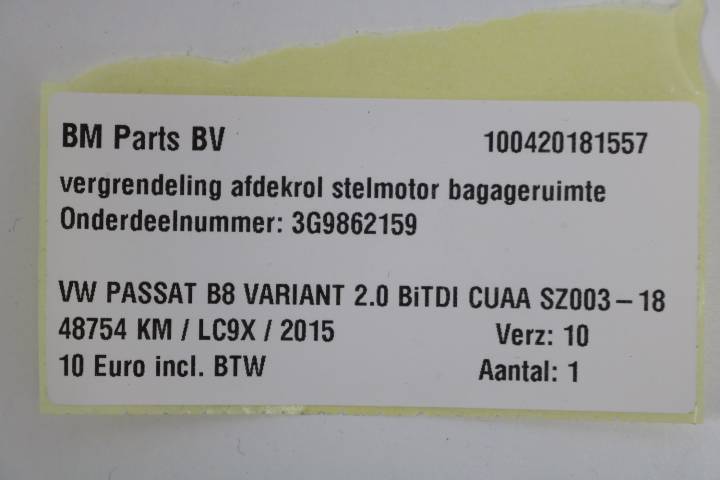 BM Parts BV 100420181557
vergrendeling afdekrol stelmotor bagageruimte
Onderdeelnummer: 3G9862159
VW PASSAT B8 VARIANT 2.0 BiTDI CUAA SZ003-18
48754 KM / LC9X / 2015 Verz: 10
10 Euro incl. BTW Aantal: 1